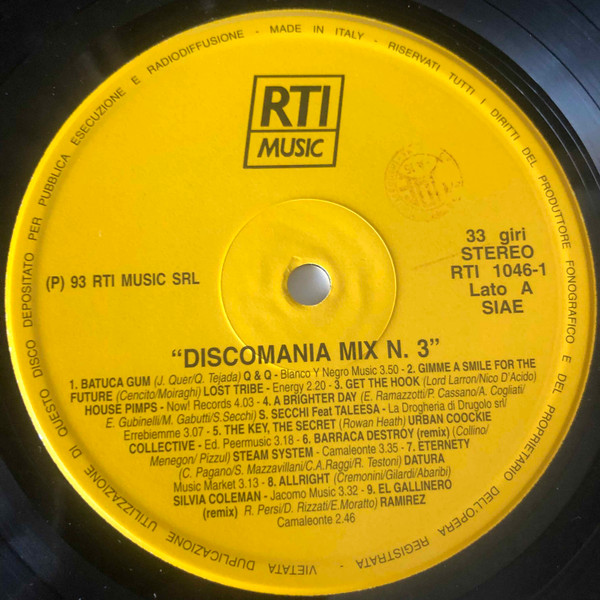 RTI
MUSIC
33 giri
STEREO
RTI 1046-1
Lato A
SIAE
(P) 93 RTI MUSIC SRL
"DISCOMANIA MIX N. 3"
1. BATUCA GUM (J. Quer/Q. Tejada) Q & Q - Blanco Y Negro Music 3.50 - 2. GIMME A SMILE FOR THE
FUTURE (Cencito/Moiraghi) LOST TRIBE - Energy 2.20 - 3. GET THE HOOK (Lord Larron/Nico D'Acido)
HOUSE PIMPS - Now! Records 4.03 - 4. A BRIGHTER DAY (E. Ramazzotti/P. Cassano/A. Cogliati/
E. Gubinelli/M. Gabutti/S.Secchi) S. SECCHI Feat TALEESA - La Drogheria di Drugolo srl/
Errebiemme 3.07 - 5. THE KEY, THE SECRET (Rowan Heath) URBAN COOCKIE
COLLECTIVE - Ed. Peermusic 3.18 - 6. BARRACA DESTROY (remix) (Collino/
Menegon/ Pizzul) STEAM SYSTEM - Camaleonte 3.35 - 7. ETERNETY
(C. Pagano/S. Mazzavillani/C.A.Raggi/R. Testoni) DATURA
Music Market 3.13 - 8. ALLRIGHT (Cremonini/Gilardi/Abaribi)
SILVIA COLEMAN - Jacomo Music 3.32 - 9. EL GALLINERO
(remix) R. Persi/D. Rizzati/E.Moratto) RAMIREZ
Camaleonte 2.46
MADE IN ITALY - RISERVATI TUTTI I DIRITTI DEL PRODUTTORE FONOGRAFICO E DEL PROPRIETARIO DELL'OPERA REGISTRATA - VIETATA DUPLICAZIONE UTILIZZAZIONE DI QUESTO DISCO DEPOSITATO PER PUBBLICA ESECUZIONE E RADIODIFFUSIONE -